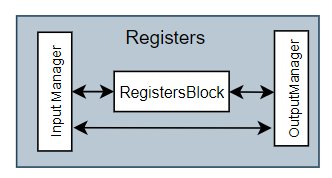 Registers
Input Manager
RegistersBlock
OutputManager